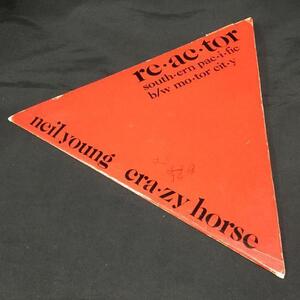 re•ac•tor
south•ern pac•i•fic
b/w mo•tor cit•y
neil young
cra•zy horse